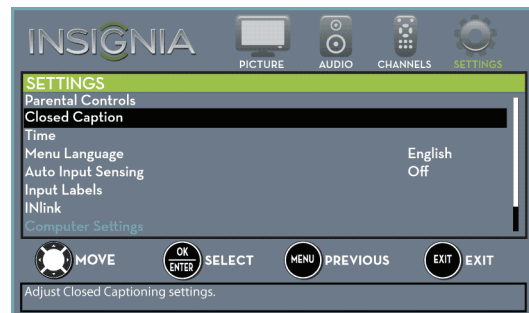 INSIGNIA
PICTURE AUDIO CHANNELS SETTINGS
SETTINGS
Parental Controls
Closed Caption
Time
Menu Language English
Auto Input Sensing Off
Input Labels
INlink
Computer Settings
MOVE OK ENTER SELECT MENU PREVIOUS EXIT EXIT
Adjust Closed Captioning settings.